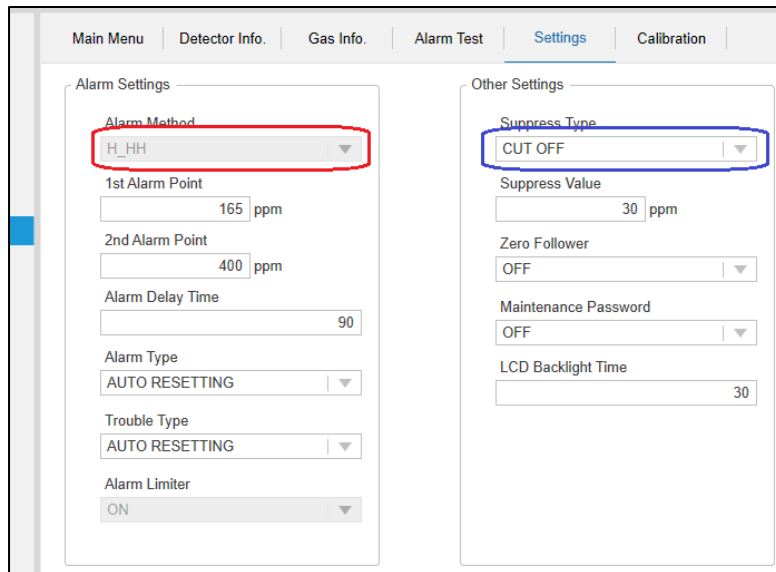 Main Menu Detector Info. Gas Info. Alarm Test Settings Calibration
Alarm Settings
Alarm Method
H_HH
1st Alarm Point
165 ppm
2nd Alarm Point
400 ppm
Alarm Delay Time
90
Alarm Type
AUTO RESETTING
Trouble Type
AUTO RESETTING
Alarm Limiter
ON
Other Settings
Suppress Type
CUT OFF
Suppress Value
30 ppm
Zero Follower
OFF
Maintenance Password
OFF
LCD Backlight Time
30